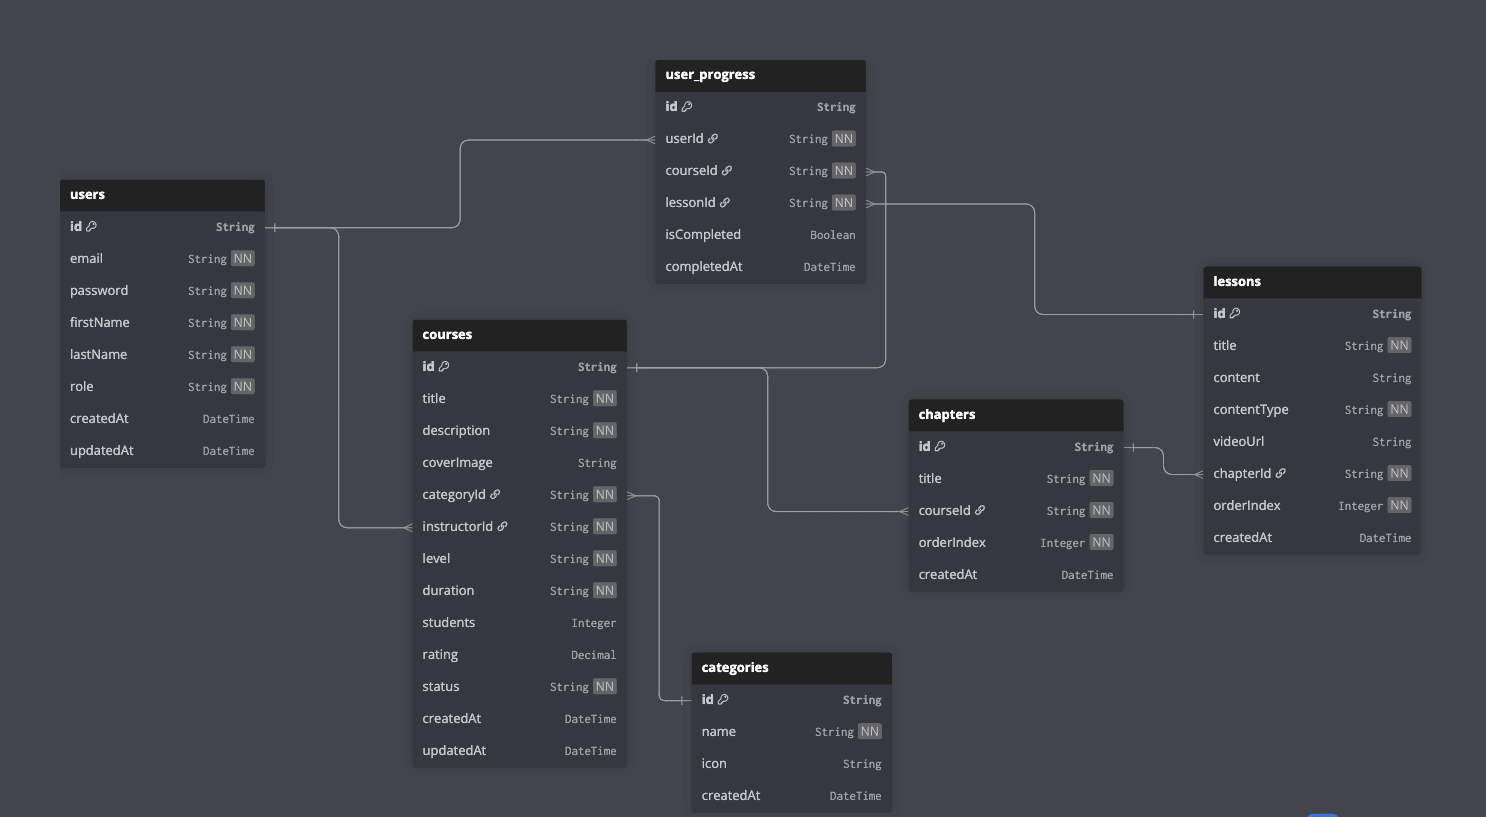 user_progress
id String
userId String NN
courseId String NN
lessonId String NN
isCompleted Boolean
completedAt DateTime
users
id String
email String NN
password String NN
firstName String NN
lastName String NN
role String NN
createdAt DateTime
updatedAt DateTime
courses
id String
title String NN
description String NN
coverImage String
categoryId String NN
instructorId String NN
level String NN
duration String NN
students Integer
rating Decimal
status String NN
createdAt DateTime
updatedAt DateTime
lessons
id String
title String NN
content String
contentType String NN
videoUrl String
chapterId String NN
orderIndex Integer NN
createdAt DateTime
chapters
id String
title String NN
courseId String NN
orderIndex Integer NN
createdAt DateTime
categories
id String
name String NN
icon String
createdAt DateTime